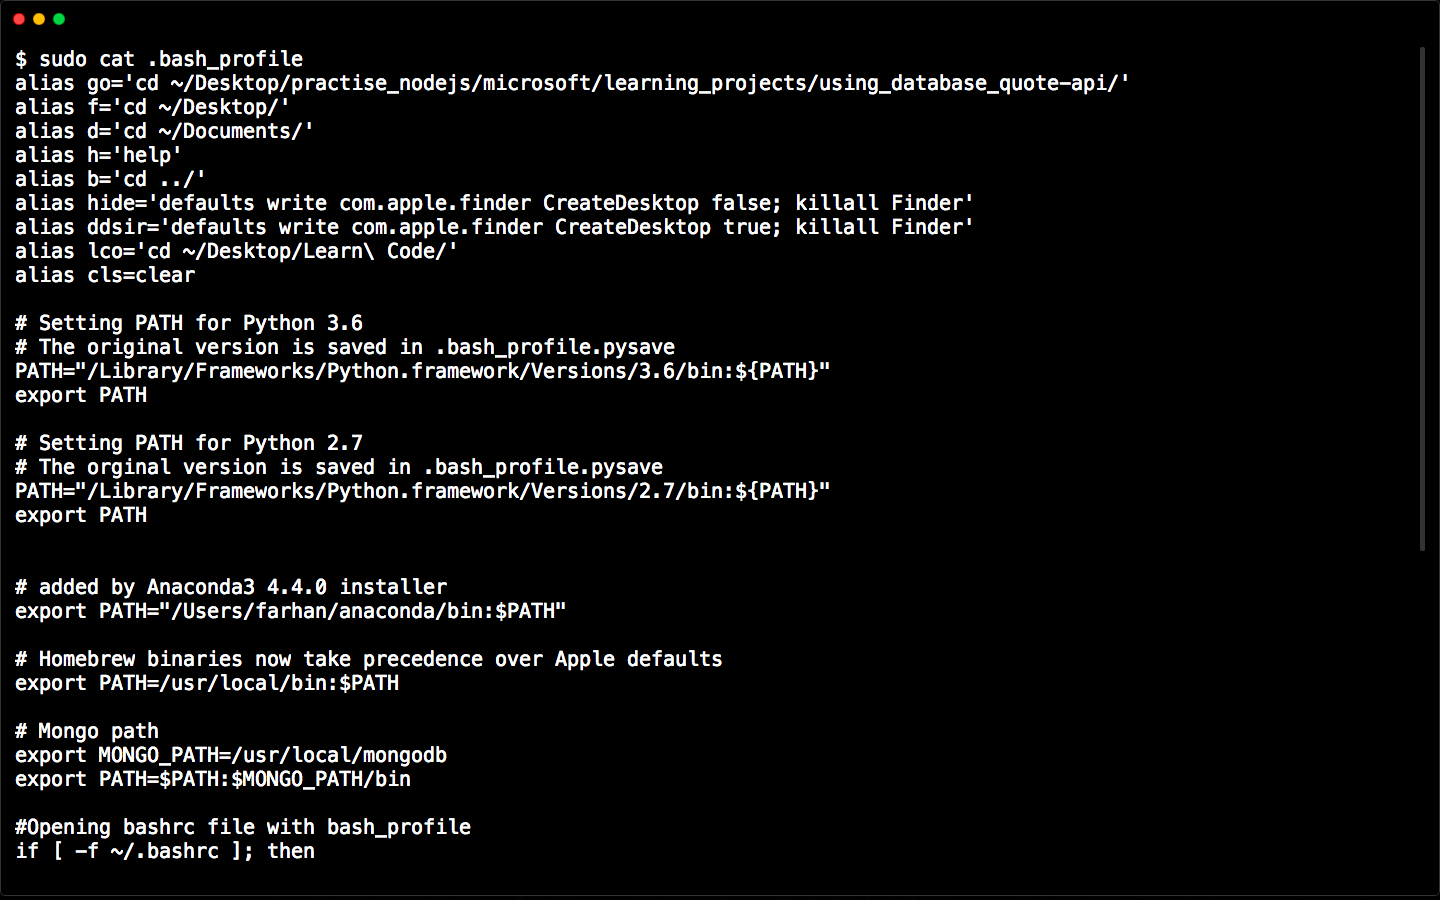 $ sudo cat .bash_profile
alias go='cd ~/Desktop/practise_nodejs/microsoft/learning_projects/using_database_quote-api/'
alias f='cd ~/Desktop/'
alias d='cd ~/Documents/'
alias h='help'
alias b='cd ../'
alias hide='defaults write com.apple.finder CreateDesktop false; killall Finder'
alias ddsir='defaults write com.apple.finder CreateDesktop true; killall Finder'
alias lco='cd ~/Desktop/Learn\ Code/'
alias cls=clear

# Setting PATH for Python 3.6
# The original version is saved in .bash_profile.pysave
PATH="/Library/Frameworks/Python.framework/Versions/3.6/bin:${PATH}"
export PATH

# Setting PATH for Python 2.7
# The orginal version is saved in .bash_profile.pysave
PATH="/Library/Frameworks/Python.framework/Versions/2.7/bin:${PATH}"
export PATH


# added by Anaconda3 4.4.0 installer
export PATH="/Users/farhan/anaconda/bin:$PATH"

# Homebrew binaries now take precedence over Apple defaults
export PATH=/usr/local/bin:$PATH

# Mongo path
export MONGO_PATH=/usr/local/mongodb
export PATH=$PATH:$MONGO_PATH/bin

#Opening bashrc file with bash_profile
if [ -f ~/.bashrc ]; then